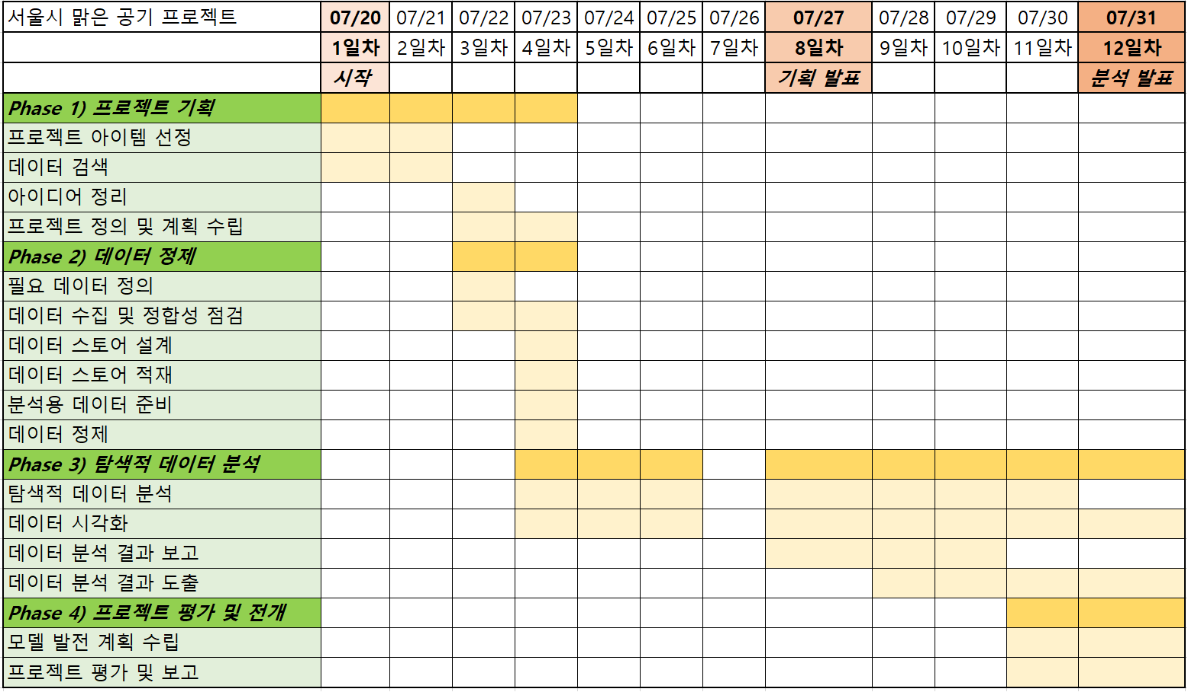 서울시 맑은 공기 프로젝트 07/20 07/21 07/22 07/23 07/24 07/25 07/26 07/27 07/28 07/29 07/30 07/31
1일차 2일차 3일차 4일차 5일차 6일차 7일차 8일차 9일차 10일차 11일차 12일차
시작 기획 발표 분석 발표
Phase 1) 프로젝트 기획
프로젝트 아이템 선정
데이터 검색
아이디어 정리
프로젝트 정의 및 계획 수립
Phase 2) 데이터 정제
필요 데이터 정의
데이터 수집 및 정합성 점검
데이터 스토어 설계
데이터 스토어 적재
분석용 데이터 준비
데이터 정제
Phase 3) 탐색적 데이터 분석
탐색적 데이터 분석
데이터 시각화
데이터 분석 결과 보고
데이터 분석 결과 도출
Phase 4) 프로젝트 평가 및 전개
모델 발전 계획 수립
프로젝트 평가 및 보고